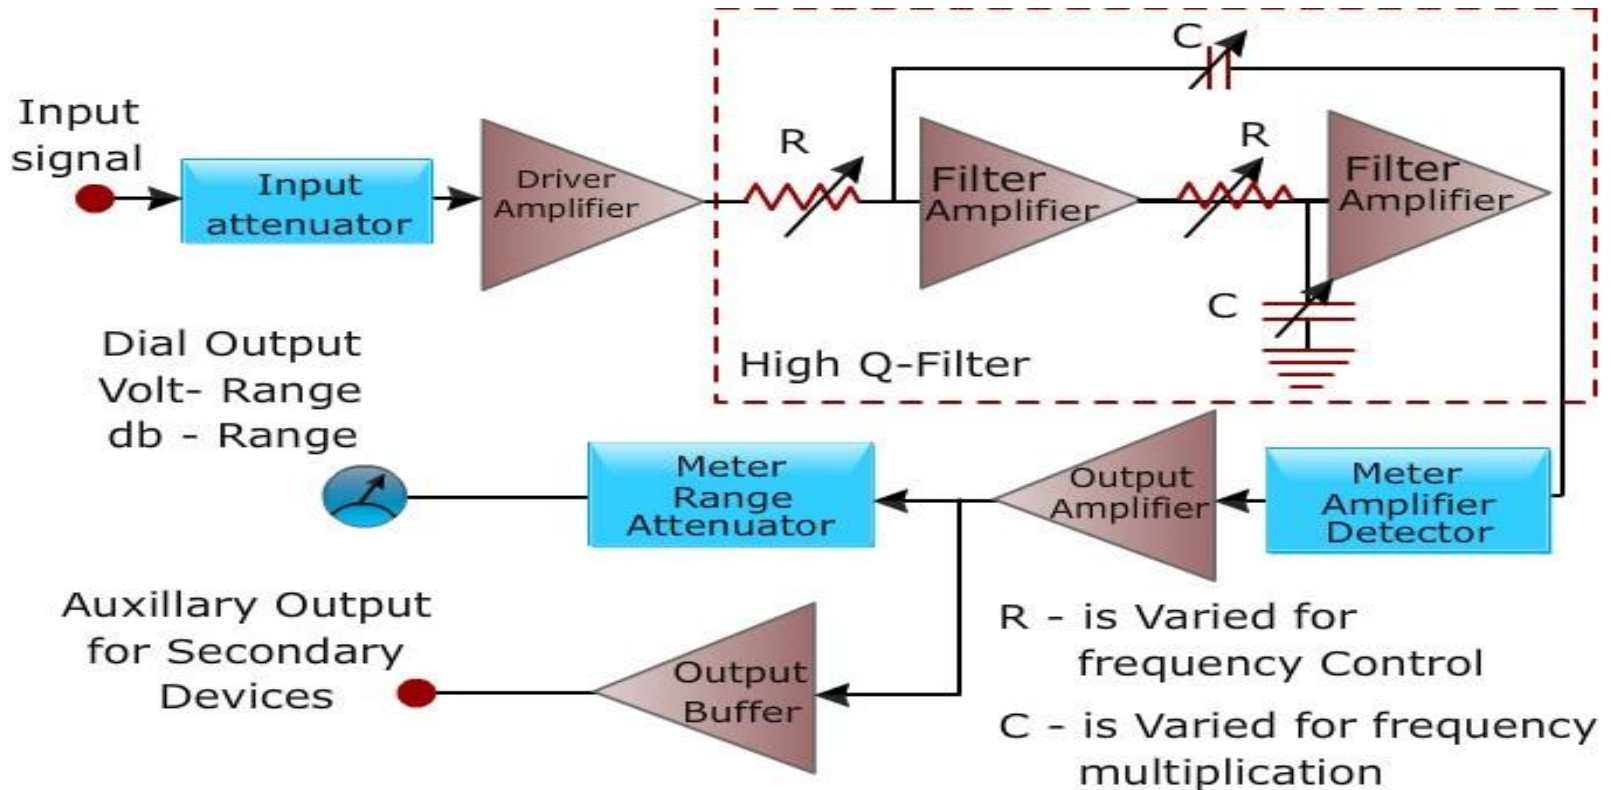 Input
signal
Input
attenuator
Driver
Amplifier
R
C
Filter
Amplifier
R
Filter
Amplifier
C
High Q-Filter
Dial Output
Volt- Range
db - Range
Meter
Range
Attenuator
Output
Amplifier
Meter
Amplifier
Detector
Auxillary Output
for Secondary
Devices
Output
Buffer
R - is Varied for
frequency Control
C - is Varied for frequency
multiplication